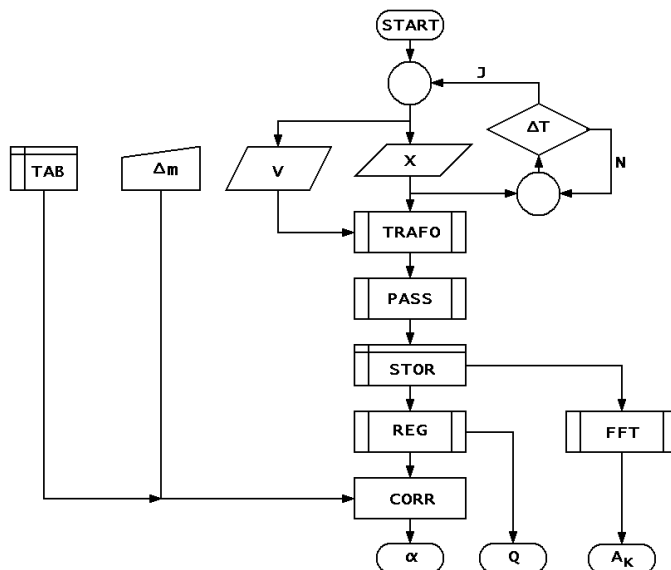 START
J
ΔT
TAB
Δm
V
X
N
TRAFO
PASS
STOR
REG
FFT
CORR
α
Q
A_K